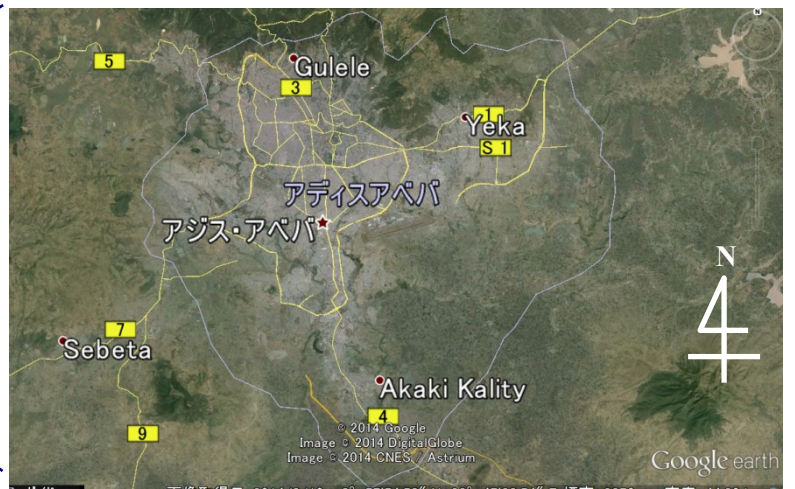 N
5
Gulele
3
1
Yeka
S 1
アディスアベバ
アジス・アベバ
N
7
Sebeta
Akaki Kality
4
9
© 2014 Google
Image © 2014 DigitalGlobe
Image © 2014 CNES / Astrium
Google earth